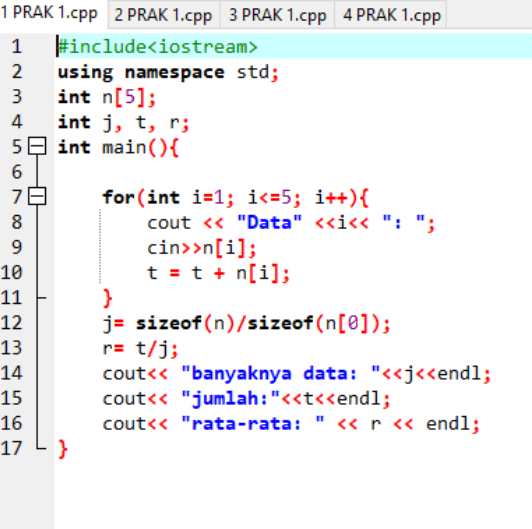 1 PRAK 1.cpp 2 PRAK 1.cpp 3 PRAK 1.cpp 4 PRAK 1.cpp
1 #include<iostream>
2 using namespace std;
3 int n[5];
4 int j, t, r;
5 int main(){
6
7 for(int i=1; i<=5; i++){
8 cout << "Data" <<i<< ": ";
9 cin>>n[i];
10 t = t + n[i];
11 }
12 j= sizeof(n)/sizeof(n[0]);
13 r= t/j;
14 cout<< "banyaknya data: "<<j<<endl;
15 cout<< "jumlah:"<<t<<endl;
16 cout<< "rata-rata: " << r << endl;
17 }